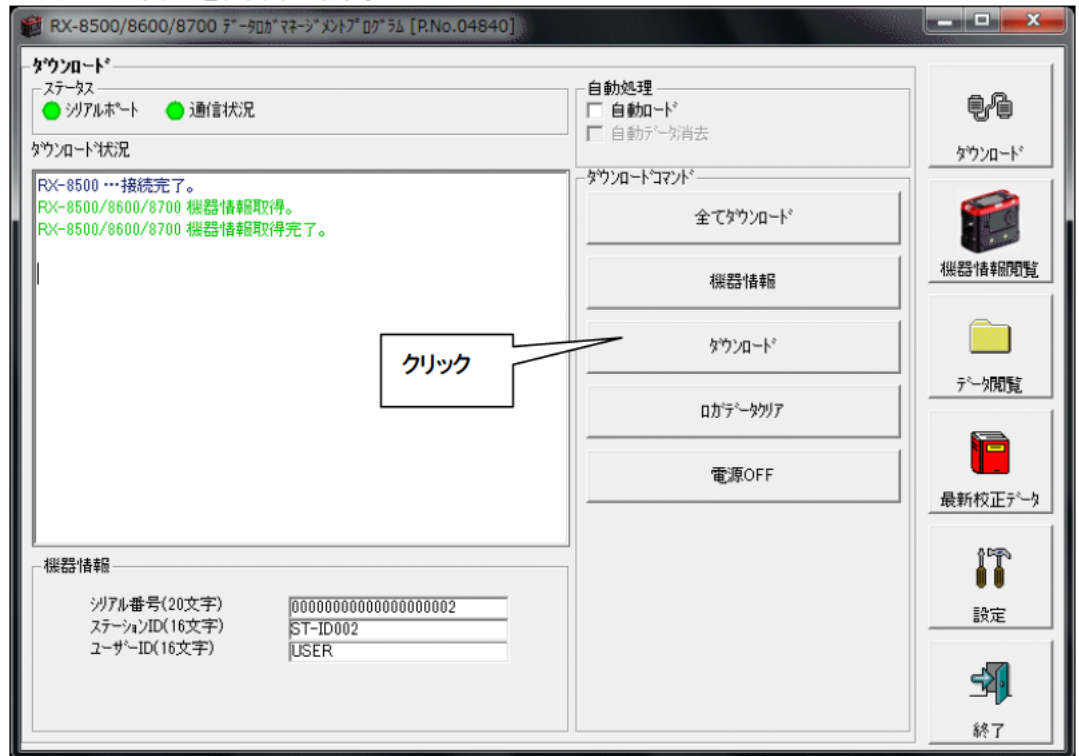 RX-8500/8600/8700 ﾃﾞｰﾀﾛｶﾞﾏﾈｰｼﾞﾒﾝﾄﾌﾟﾛｸﾞﾗﾑ [P.No.04840]
ﾀﾞｳﾝﾛｰﾄﾞ
ｽﾃｰﾀｽ
ｼﾘｱﾙﾎﾟｰﾄ 通信状況
ﾀﾞｳﾝﾛｰﾄﾞ状況
RX-8500 …接続完了。
RX-8500/8600/8700 機器情報取得。
RX-8500/8600/8700 機器情報取得完了。
クリック
機器情報
ｼﾘｱﾙ番号(20文字) 00000000000000000002
ｽﾃｰｼｮﾝID(16文字) ST-ID002
ﾕｰｻﾞｰID(16文字) USER
自動処理
自動ﾛｰﾄﾞ
自動ﾃﾞｰﾀ消去
ﾀﾞｳﾝﾛｰﾄﾞｺﾏﾝﾄﾞ
全てﾀﾞｳﾝﾛｰﾄﾞ
機器情報
ﾀﾞｳﾝﾛｰﾄﾞ
ﾛｶﾞﾃﾞｰﾀｸﾘｱ
電源OFF
ﾀﾞｳﾝﾛｰﾄﾞ
機器情報閲覧
ﾃﾞｰﾀ閲覧
最新校正ﾃﾞｰﾀ
設定
終了